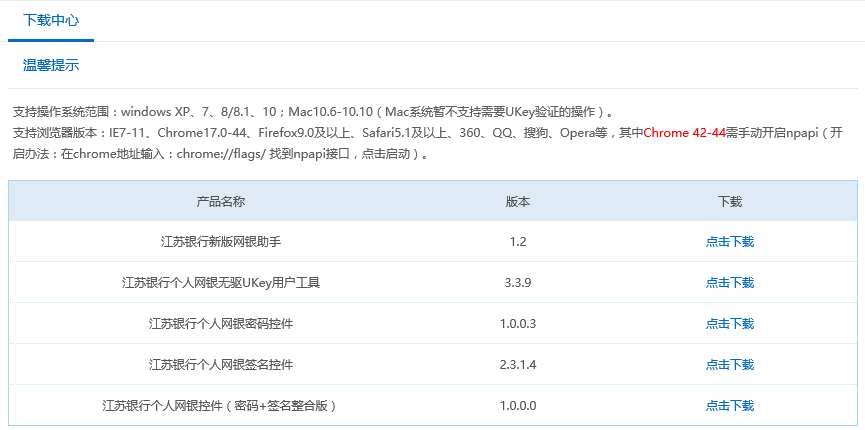 下载中心
温馨提示
支持操作系统范围：windows XP、7、8/8.1、10；Mac10.6-10.10（Mac系统暂不支持需要UKey验证的操作）。
支持浏览器版本：IE7-11、Chrome17.0-44、Firefox9.0及以上、Safari5.1及以上、360、QQ、搜狗、Opera等，其中Chrome 42-44需手动开启npapi（开
启办法：在chrome地址输入：chrome://flags/ 找到npapi接口，点击启动）。
产品名称 版本 下载
江苏银行新版网银助手 1.2 点击下载
江苏银行个人网银无驱UKey用户工具 3.3.9 点击下载
江苏银行个人网银密码控件 1.0.0.3 点击下载
江苏银行个人网银签名控件 2.3.1.4 点击下载
江苏银行个人网银控件（密码+签名整合版） 1.0.0.0 点击下载